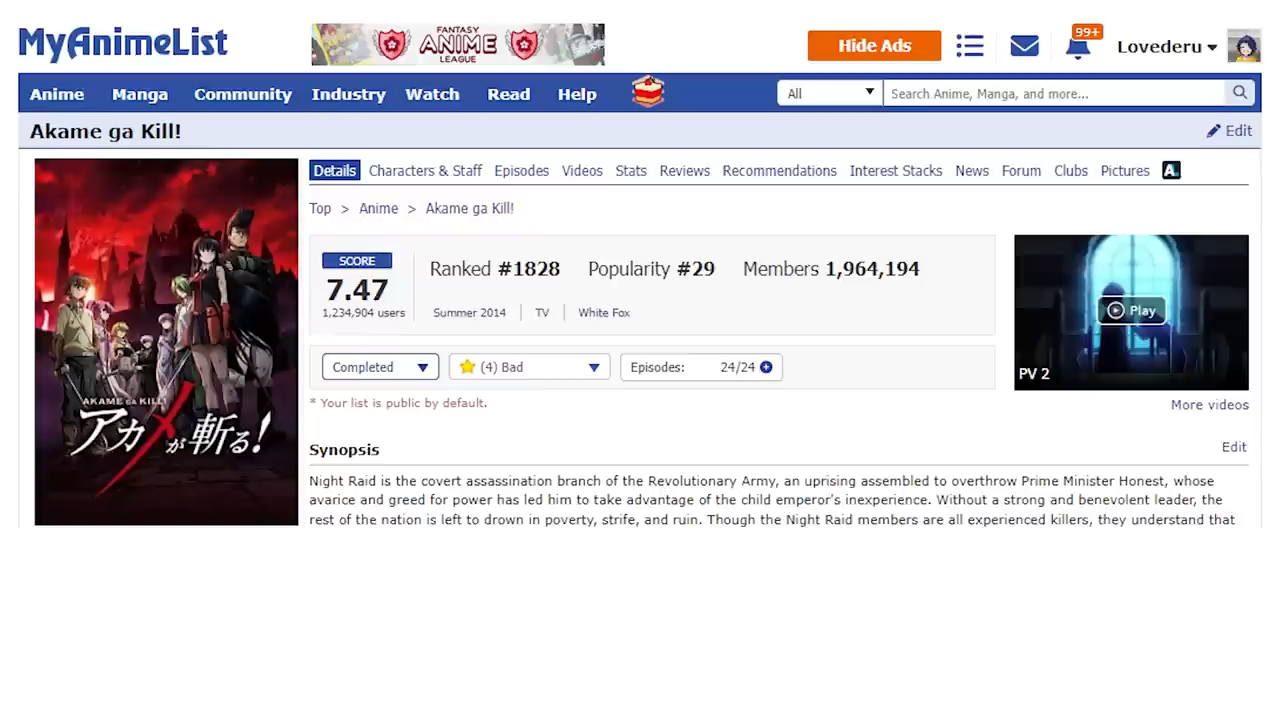 MyAnimeList
FANTASY
ANIME
LEAGUE
Hide Ads
99+
Lovederu
Anime Manga Community Industry Watch Read Help
All
Search Anime, Manga, and more...
Akame ga Kill!
Edit
Details Characters & Staff Episodes Videos Stats Reviews Recommendations Interest Stacks News Forum Clubs Pictures A
Top > Anime > Akame ga Kill!
SCORE
7.47
1,234,904 users
Ranked #1828 Popularity #29 Members 1,964,194
Summer 2014 TV White Fox
Play
PV 2
Completed (4) Bad Episodes: 24/24
* Your list is public by default.
More videos
AKAME GA KILL!
アカメが斬る!
Synopsis
Edit
Night Raid is the covert assassination branch of the Revolutionary Army, an uprising assembled to overthrow Prime Minister Honest, whose
avarice and greed for power has led him to take advantage of the child emperor's inexperience. Without a strong and benevolent leader, the
rest of the nation is left to drown in poverty, strife, and ruin. Though the Night Raid members are all experienced killers, they understand that